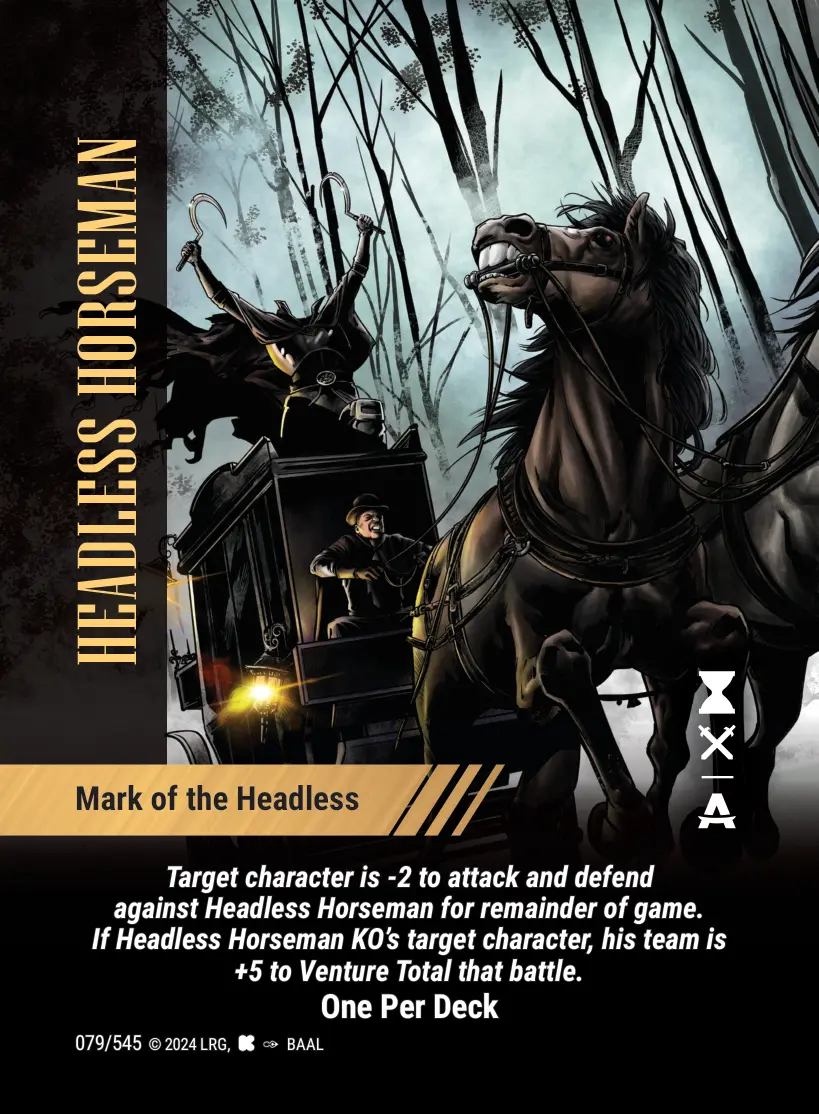 HEADLESS HORSEMAN
Mark of the Headless
Target character is -2 to attack and defend
against Headless Horseman for remainder of game.
If Headless Horseman KO's target character, his team is
+5 to Venture Total that battle.
One Per Deck
079/545 © 2024 LRG, BAAL